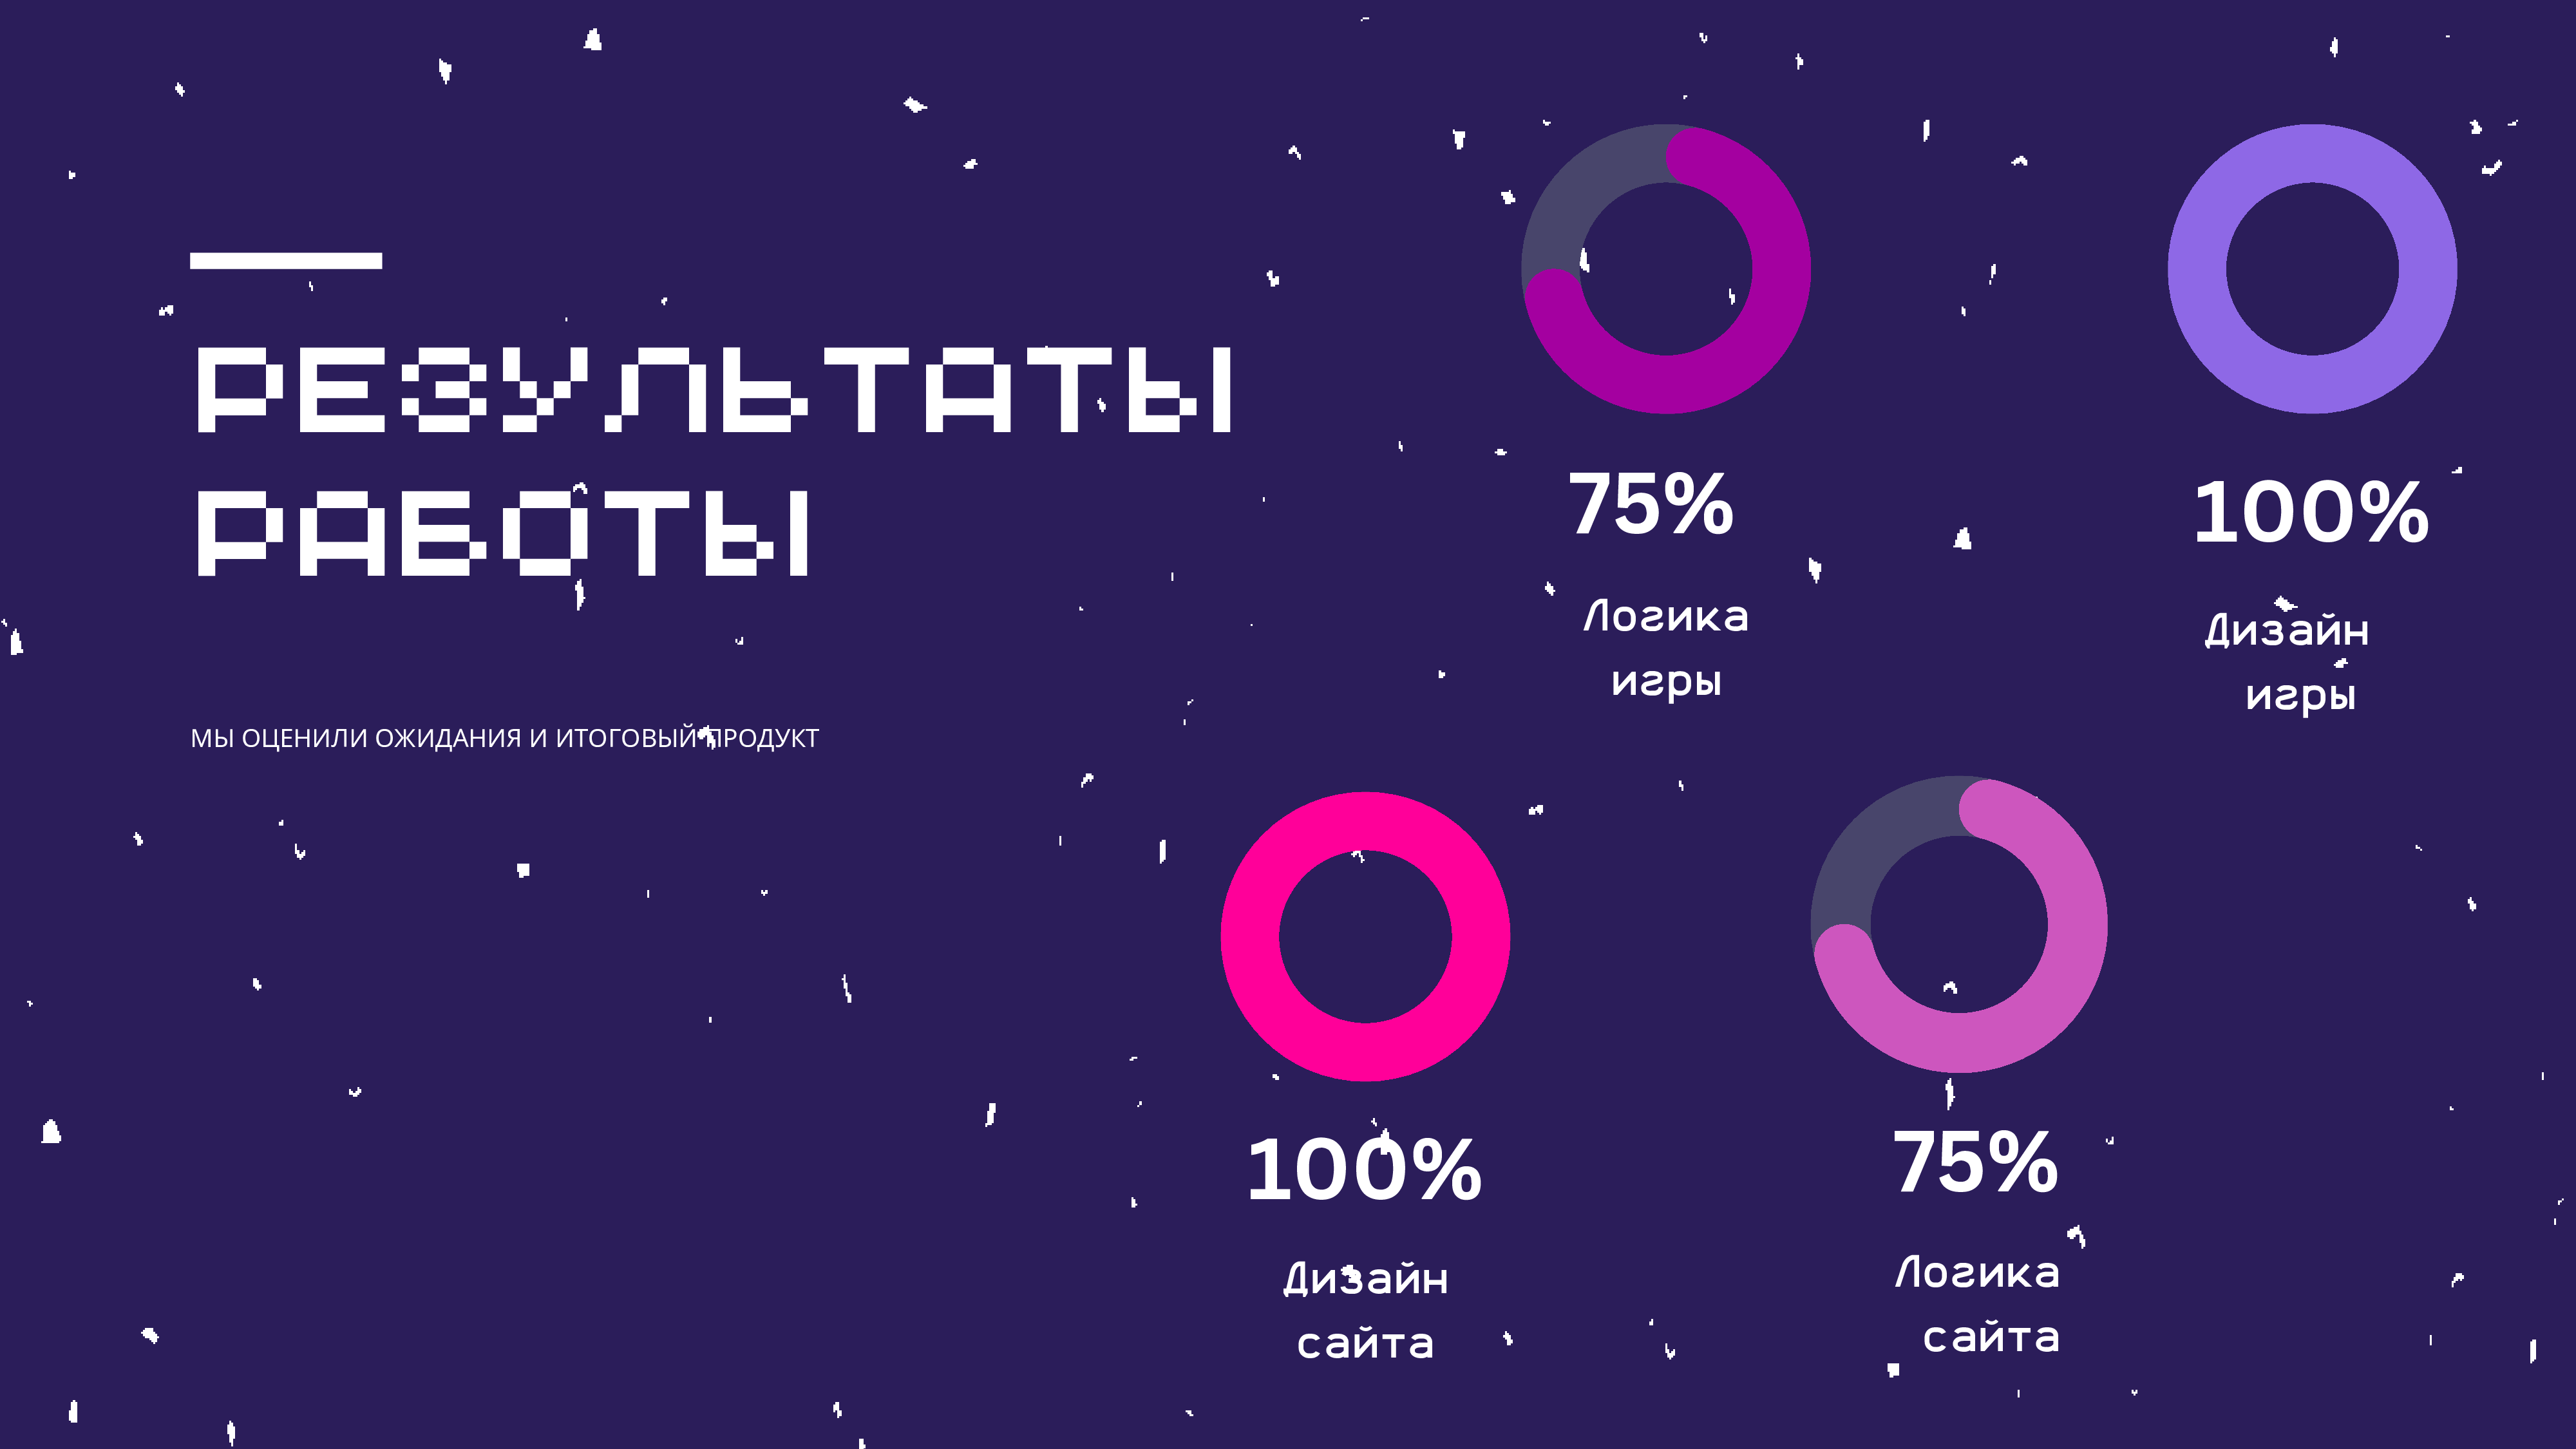 РЕЗУЛЬТАТЫ
РАБОТЫ
МЫ ОЦЕНИЛИ ОЖИДАНИЯ И ИТОГОВЫЙ ПРОДУКТ
75%
Логика
игры
100%
Дизайн
игры
100%
Дизайн
сайта
75%
Логика
сайта